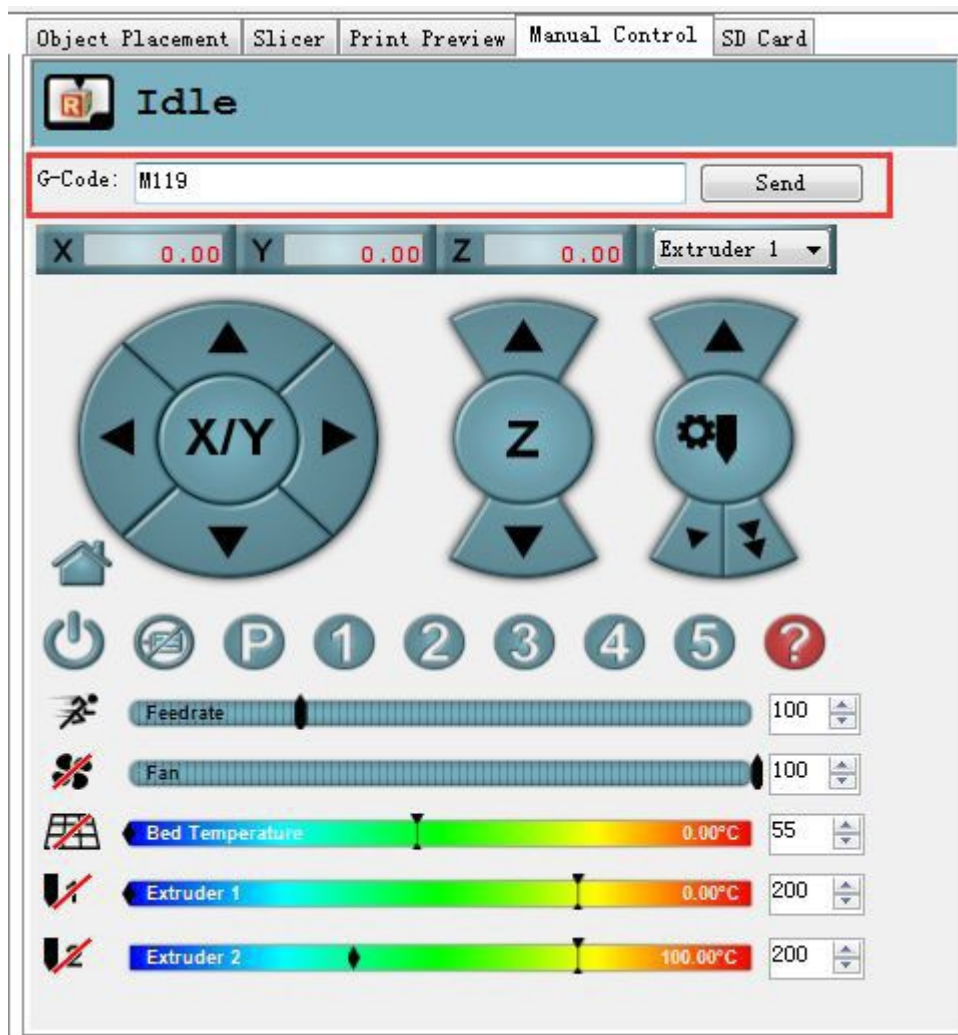 Object Placement Slicer Print Preview Manual Control SD Card
R Idle
G-Code: M119 Send
X 0.00 Y 0.00 Z 0.00 Extruder 1
X/Y Z
P 1 2 3 4 5 ?
Feedrate 100
Fan 100
Bed Temperature 0.00°C 55
1 Extruder 1 0.00°C 200
2 Extruder 2 100.00°C 200